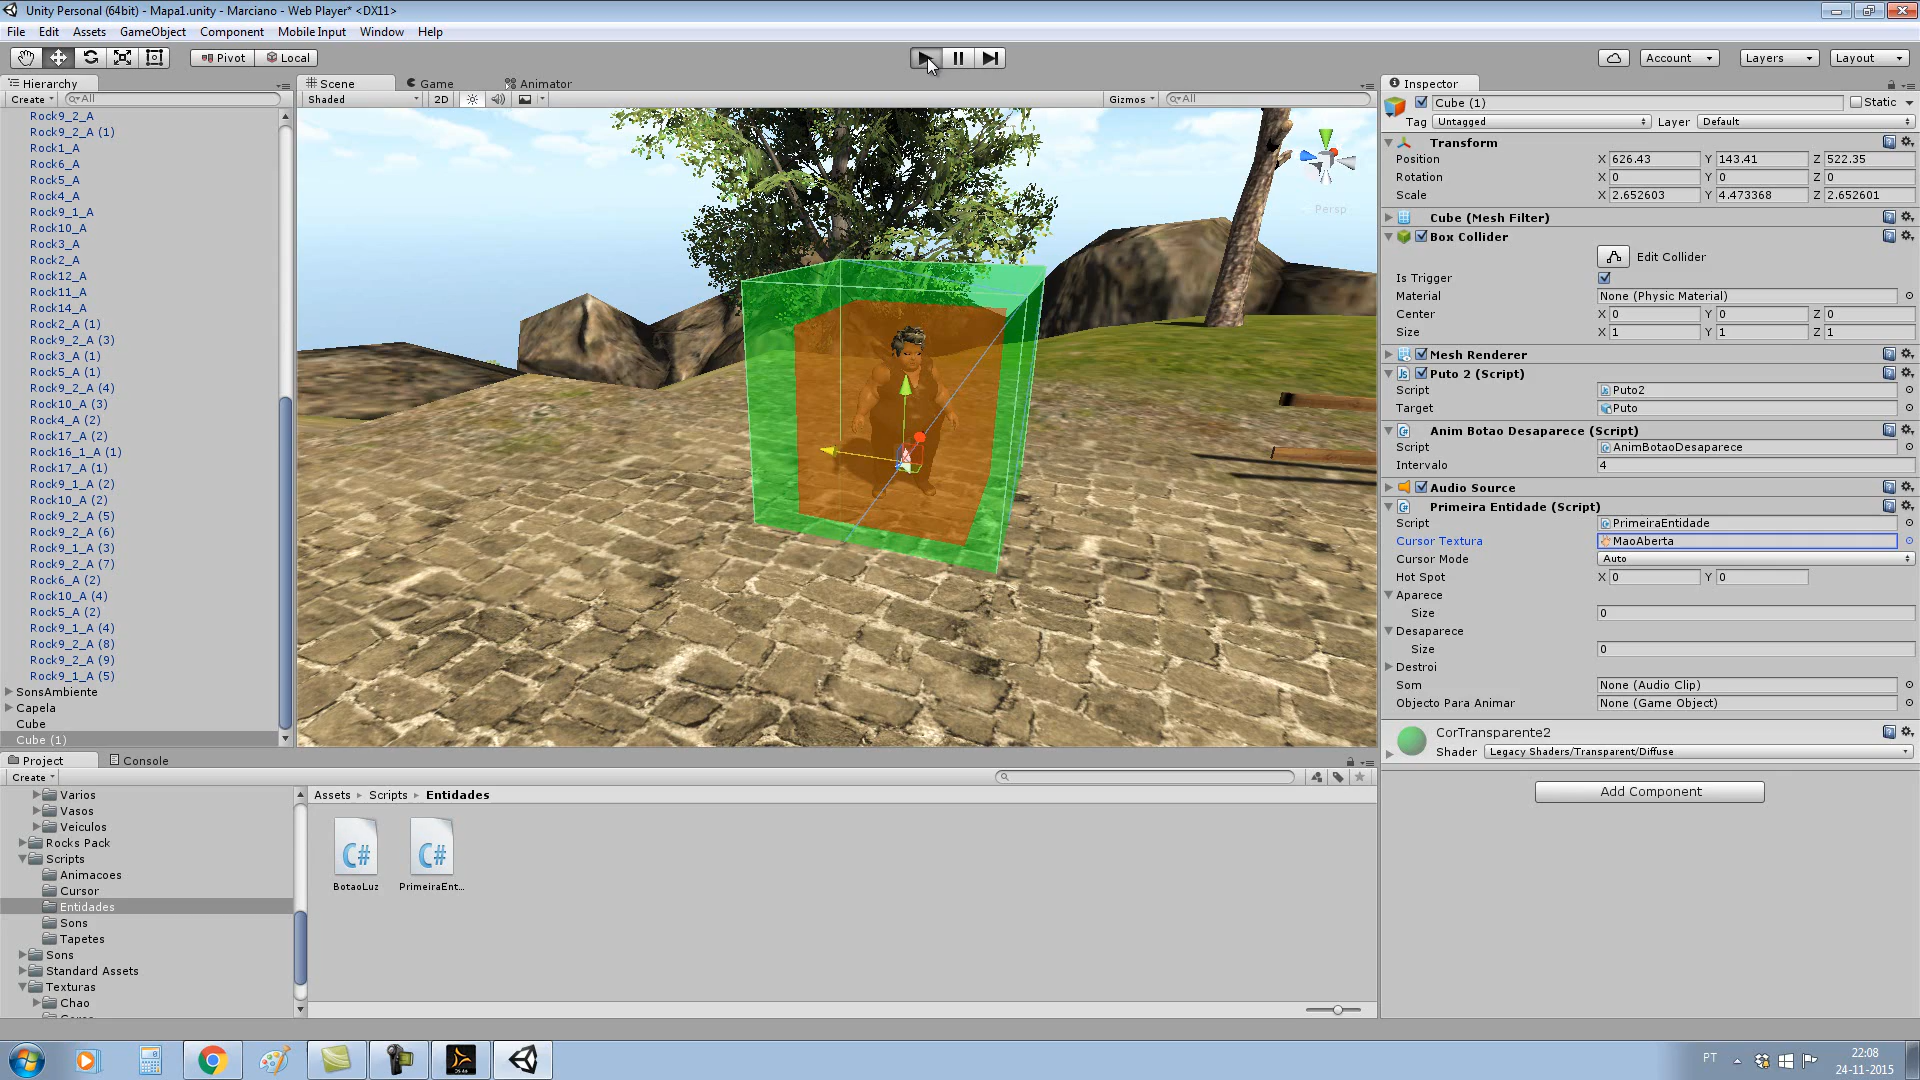 Unity Personal (64bit) - Mapa1.unity - Marciano - Web Player* <DX11>
File Edit Assets GameObject Component Mobile Input Window Help
Pivot Local Account Layers Layout
Hierarchy
Create All
Rock9_2_A
Rock9_2_A (1)
Rock1_A
Rock6_A
Rock5_A
Rock4_A
Rock9_1_A
Rock10_A
Rock3_A
Rock2_A
Rock12_A
Rock11_A
Rock14_A
Rock2_A (1)
Rock9_2_A (3)
Rock3_A (1)
Rock5_A (1)
Rock9_2_A (4)
Rock10_A (3)
Rock4_A (2)
Rock17_A (2)
Rock16_1_A (1)
Rock17_A (1)
Rock9_1_A (2)
Rock10_A (2)
Rock9_2_A (5)
Rock9_2_A (6)
Rock9_1_A (3)
Rock9_2_A (7)
Rock6_A (2)
Rock10_A (4)
Rock5_A (2)
Rock9_1_A (4)
Rock9_2_A (8)
Rock9_2_A (9)
Rock9_1_A (5)
SonsAmbiente
Capela
Cube
Cube (1)
Scene Game Animator
Shaded 2D Gizmos All
Persp
Inspector
Cube (1) Static
Tag Untagged Layer Default
Transform
Position X 626.43 Y 143.41 Z 522.35
Rotation X 0 Y 0 Z 0
Scale X 2.652603 Y 4.473368 Z 2.652601
Cube (Mesh Filter)
Box Collider
Edit Collider
Is Trigger
Material None (Physic Material)
Center X 0 Y 0 Z 0
Size X 1 Y 1 Z 1
Mesh Renderer
Puto 2 (Script)
Script Puto2
Target Puto
Anim Botao Desaparece (Script)
Script AnimBotaoDesaparece
Intervalo 4
Audio Source
Primeira Entidade (Script)
Script PrimeiraEntidade
Cursor Textura MaoAberta
Cursor Mode Auto
Hot Spot X 0 Y 0
Aparece
Size 0
Desaparece
Size 0
Destroi
Som None (Audio Clip)
Objecto Para Animar None (Game Object)
CorTransparente2
Shader Legacy Shaders/Transparent/Diffuse
Add Component
Project Console
Create
Varios
Vasos
Veiculos
Rocks Pack
Scripts
Animacoes
Cursor
Entidades
Sons
Tapetes
Sons
Standard Assets
Texturas
Chao
Assets Scripts Entidades
C# C#
BotaoLuz PrimeiraEnt...
PT
22:08
24-11-2015